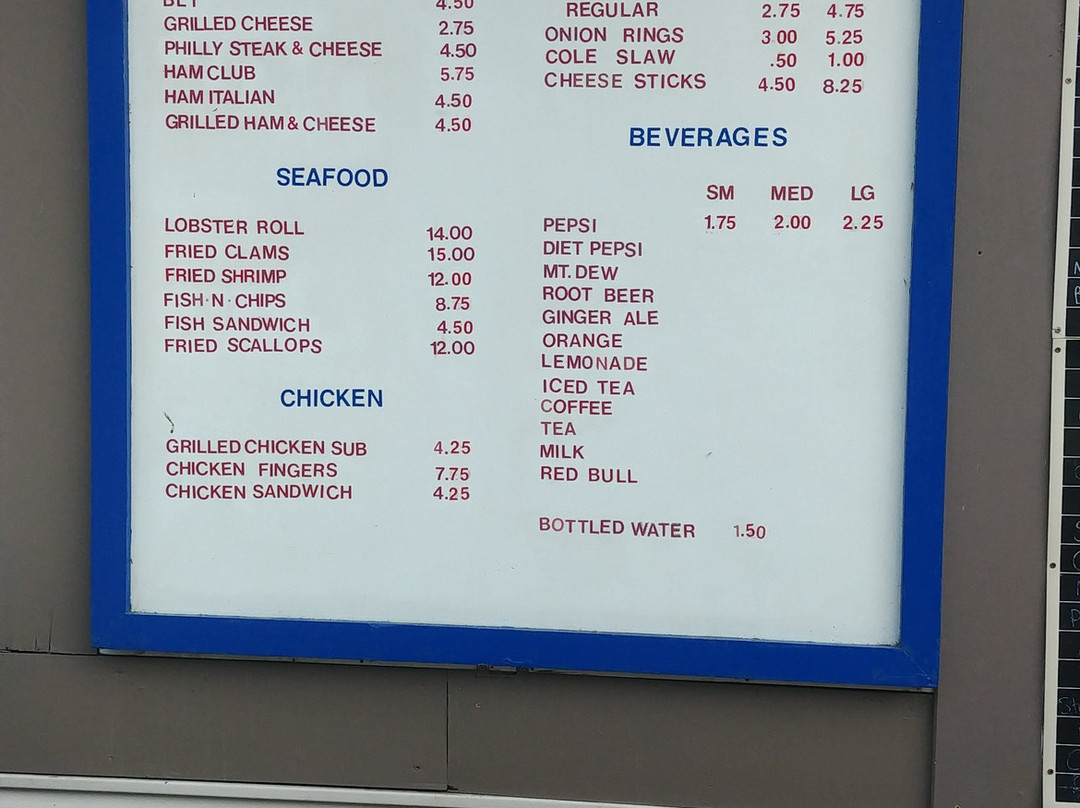 BLT 4.50
GRILLED CHEESE 2.75
PHILLY STEAK & CHEESE 4.50
HAM CLUB 5.75
HAM ITALIAN 4.50
GRILLED HAM & CHEESE 4.50
SEAFOOD
LOBSTER ROLL 14.00
FRIED CLAMS 15.00
FRIED SHRIMP 12.00
FISH·N·CHIPS 8.75
FISH SANDWICH 4.50
FRIED SCALLOPS 12.00
CHICKEN
GRILLED CHICKEN SUB 4.25
CHICKEN FINGERS 7.75
CHICKEN SANDWICH 4.25
REGULAR 2.75 4.75
ONION RINGS 3 00 5.25
COLE SLAW .50 1.00
CHEESE STICKS 4.50 8.25
BEVERAGES
SM MED LG
PEPSI 1.75 2.00 2.25
DIET PEPSI
MT. DEW
ROOT BEER
GINGER ALE
ORANGE
LEMONADE
ICED TEA
COFFEE
TEA
MILK
RED BULL
BOTTLED WATER 1.50